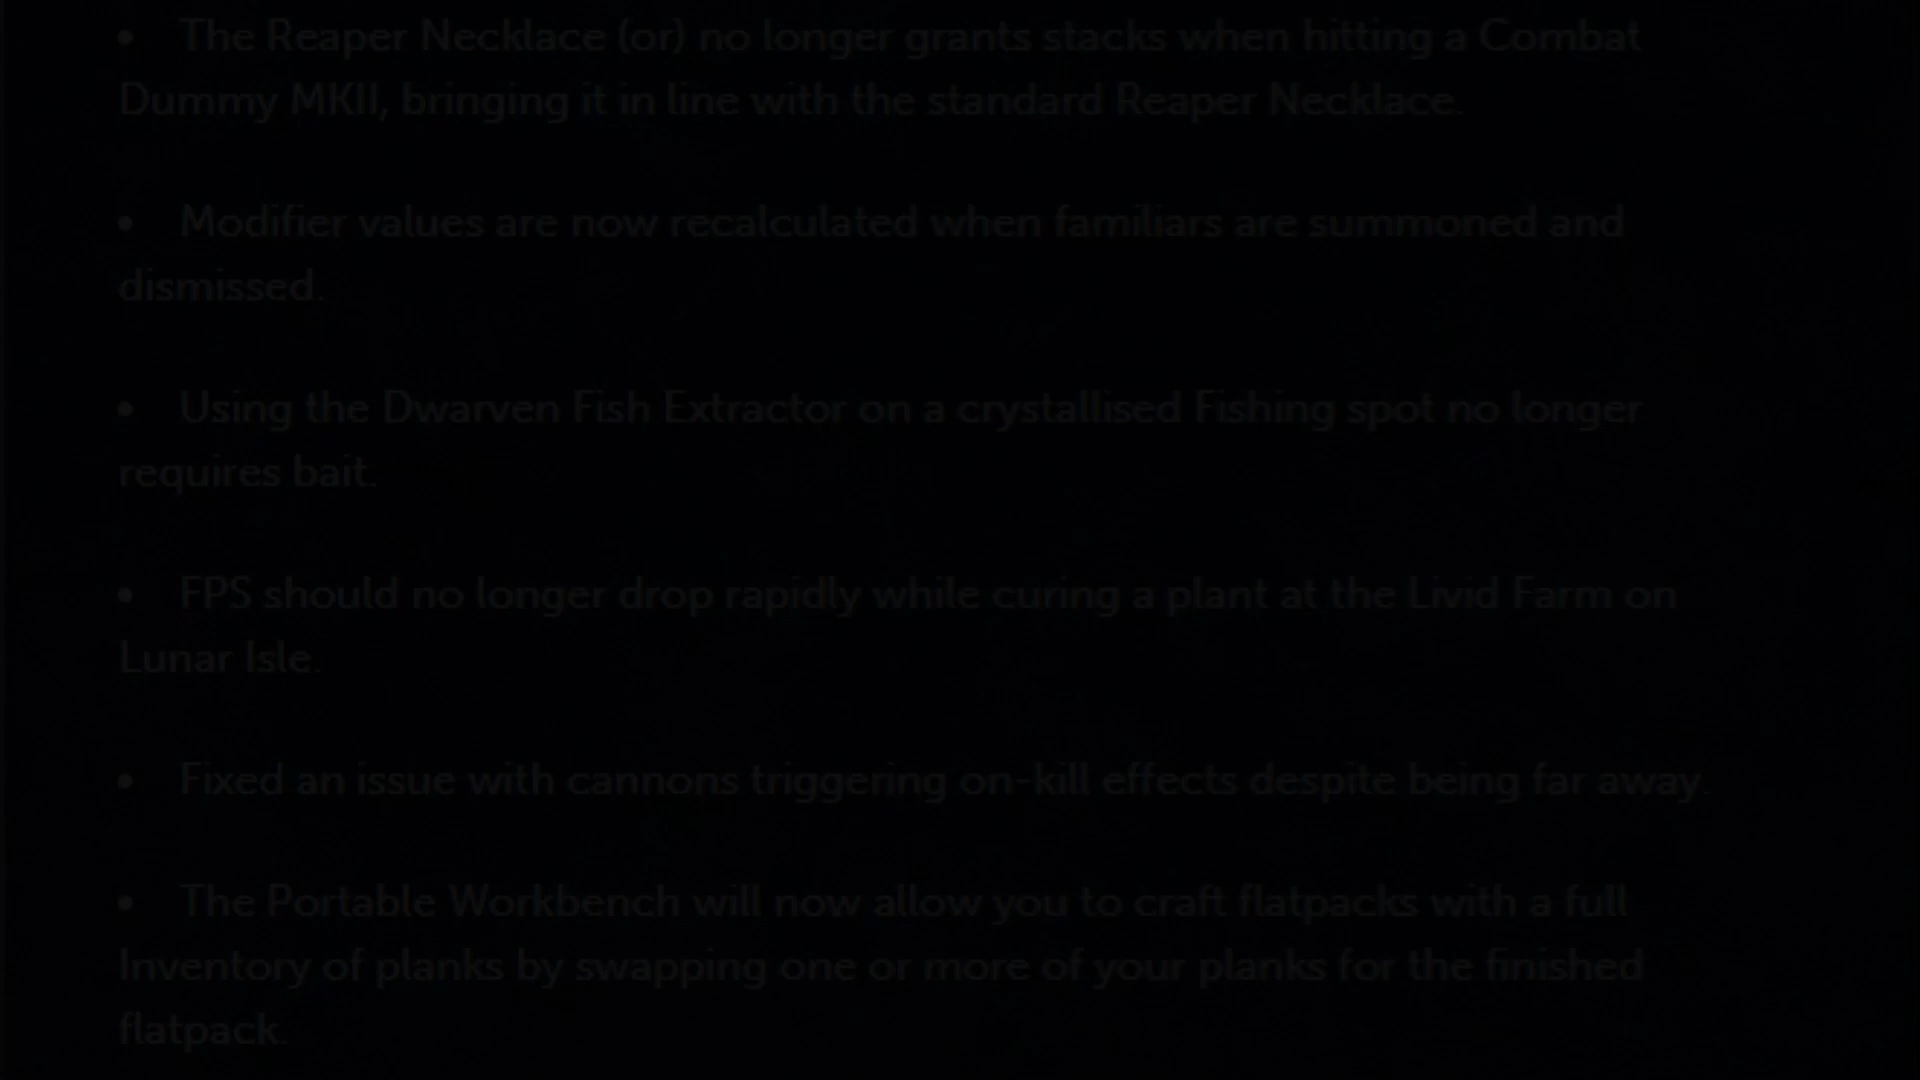 • The Reaper Necklace (or) no longer grants stacks when hitting a Combat
Dummy MKII, bringing it in line with the standard Reaper Necklace.
• Modifier values are now recalculated when familiars are summoned and
dismissed.
• Using the Dwarven Fish Extractor on a crystallised Fishing spot no longer
requires bait.
• FPS should no longer drop rapidly while curing a plant at the Livid Farm on
Lunar Isle.
• Fixed an issue with cannons triggering on-kill effects despite being far away.
• The Portable Workbench will now allow you to craft flatpacks with a full
Inventory of planks by swapping one or more of your planks for the finished
flatpack.